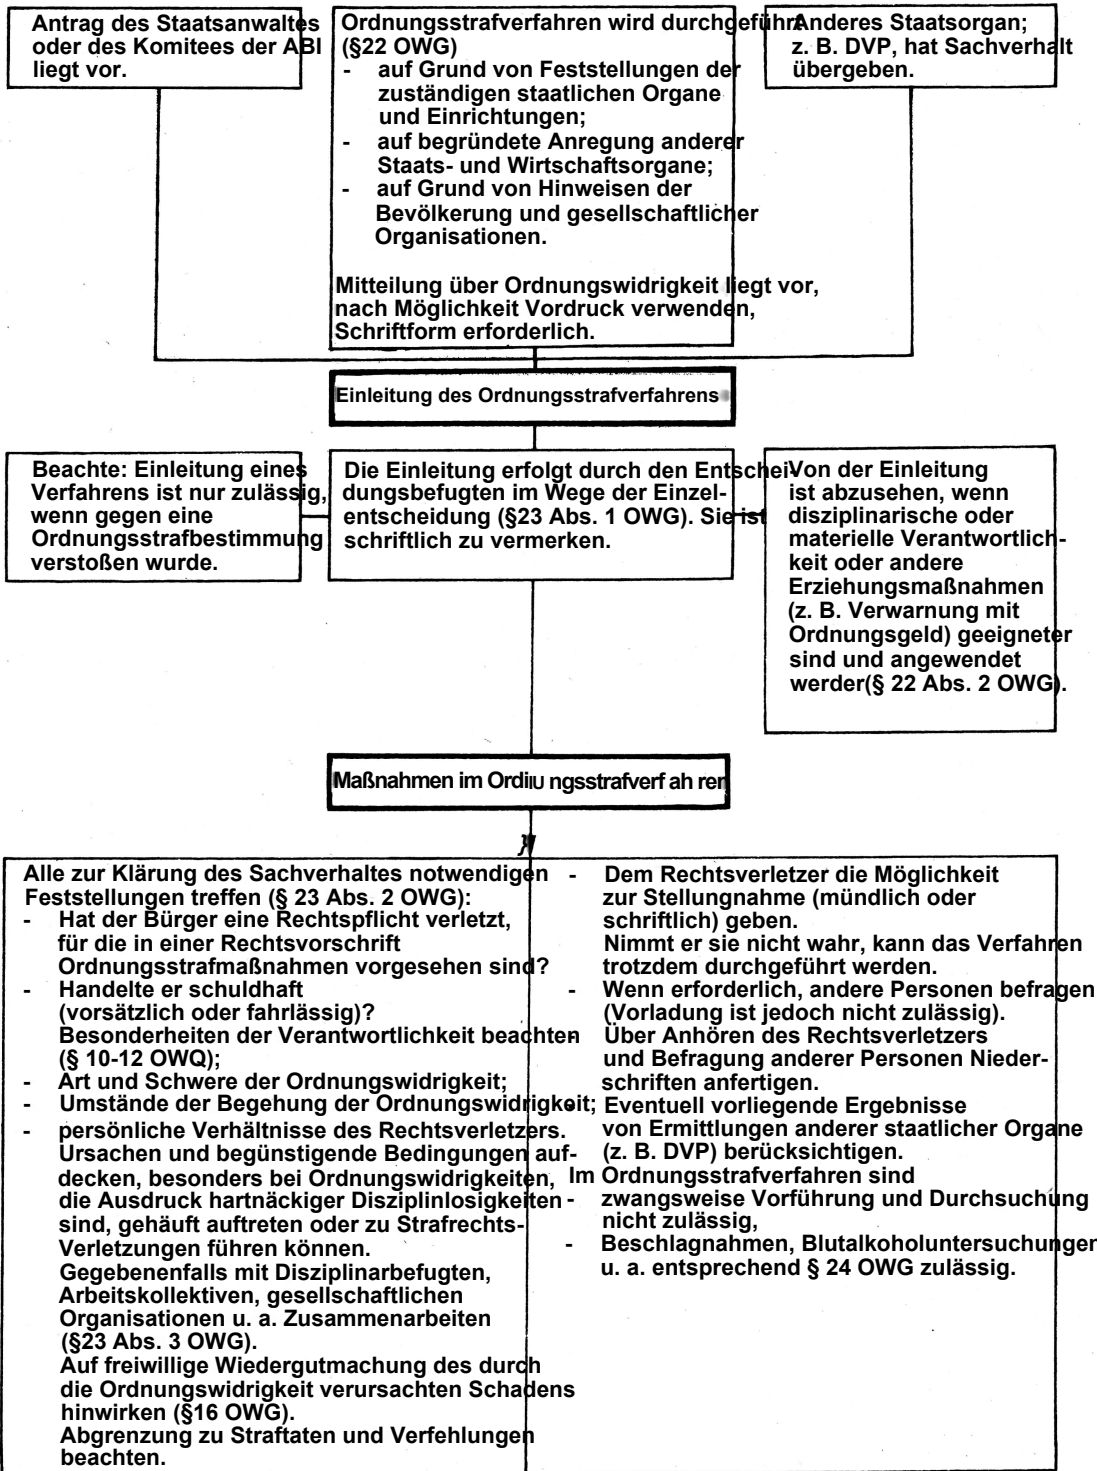 Antrag des Staatsanwaltes
oder des Komitees der ABI
liegt vor.
Ordnungsstrafverfahren wird durchgeführt
(§22 OWG)
- auf Grund von Feststellungen der
zuständigen staatlichen Organe
und Einrichtungen;
- auf begründete Anregung anderer
Staats- und Wirtschaftsorgane;
- auf Grund von Hinweisen der
Bevölkerung und gesellschaftlicher
Organisationen.
Mitteilung über Ordnungswidrigkeit liegt vor,
nach Möglichkeit Vordruck verwenden,
Schriftform erforderlich.
Anderes Staatsorgan;
z. B. DVP, hat Sachverhalt
übergeben.
Einleitung des Ordnungsstrafverfahrens
Beachte: Einleitung eines
Verfahrens ist nur zulässig,
wenn gegen eine
Ordnungsstrafbestimmung
verstoßen wurde.
Die Einleitung erfolgt durch den Entschei-
dungsbefugten im Wege der Einzel-
entscheidung (§23 Abs. 1 OWG). Sie ist
schriftlich zu vermerken.
Von der Einleitung
ist abzusehen, wenn
disziplinarische oder
materielle Verantwortlich-
keit oder andere
Erziehungsmaßnahmen
(z. B. Verwarnung mit
Ordnungsgeld) geeigneter
sind und angewendet
werder(§ 22 Abs. 2 OWG).
Maßnahmen im Ordiiu ngsstrafverf ah ren
Alle zur Klärung des Sachverhaltes notwendigen
Feststellungen treffen (§ 23 Abs. 2 OWG):
- Hat der Bürger eine Rechtspflicht verletzt,
für die in einer Rechtsvorschrift
Ordnungsstrafmaßnahmen vorgesehen sind?
- Handelte er schuldhaft
(vorsätzlich oder fahrlässig)?
Besonderheiten der Verantwortlichkeit beachten
(§ 10-12 OWQ);
- Art und Schwere der Ordnungswidrigkeit;
- Umstände der Begehung der Ordnungswidrigkeit;
- persönliche Verhältnisse des Rechtsverletzers.
Ursachen und begünstigende Bedingungen auf-
decken, besonders bei Ordnungswidrigkeiten,
die Ausdruck hartnäckiger Disziplinlosigkeiten
sind, gehäuft auftreten oder zu Strafrechts-
Verletzungen führen können.
Gegebenenfalls mit Disziplinarbefugten,
Arbeitskollektiven, gesellschaftlichen
Organisationen u. a. Zusammenarbeiten
(§23 Abs. 3 OWG).
Auf freiwillige Wiedergutmachung des durch
die Ordnungswidrigkeit verursachten Schadens
hinwirken (§16 OWG).
Abgrenzung zu Straftaten und Verfehlungen
beachten.
- Dem Rechtsverletzer die Möglichkeit
zur Stellungnahme (mündlich oder
schriftlich) geben.
Nimmt er sie nicht wahr, kann das Verfahren
trotzdem durchgeführt werden.
- Wenn erforderlich, andere Personen befragen
(Vorladung ist jedoch nicht zulässig).
- Über Anhören des Rechtsverletzers
und Befragung anderer Personen Nieder-
schriften anfertigen.
- Eventuell vorliegende Ergebnisse
von Ermittlungen anderer staatlicher Organe
(z. B. DVP) berücksichtigen.
Im Ordnungsstrafverfahren sind
- zwangsweise Vorführung und Durchsuchung
nicht zulässig,
- Beschlagnahmen, Blutalkoholuntersuchungen
u. a. entsprechend § 24 OWG zulässig.